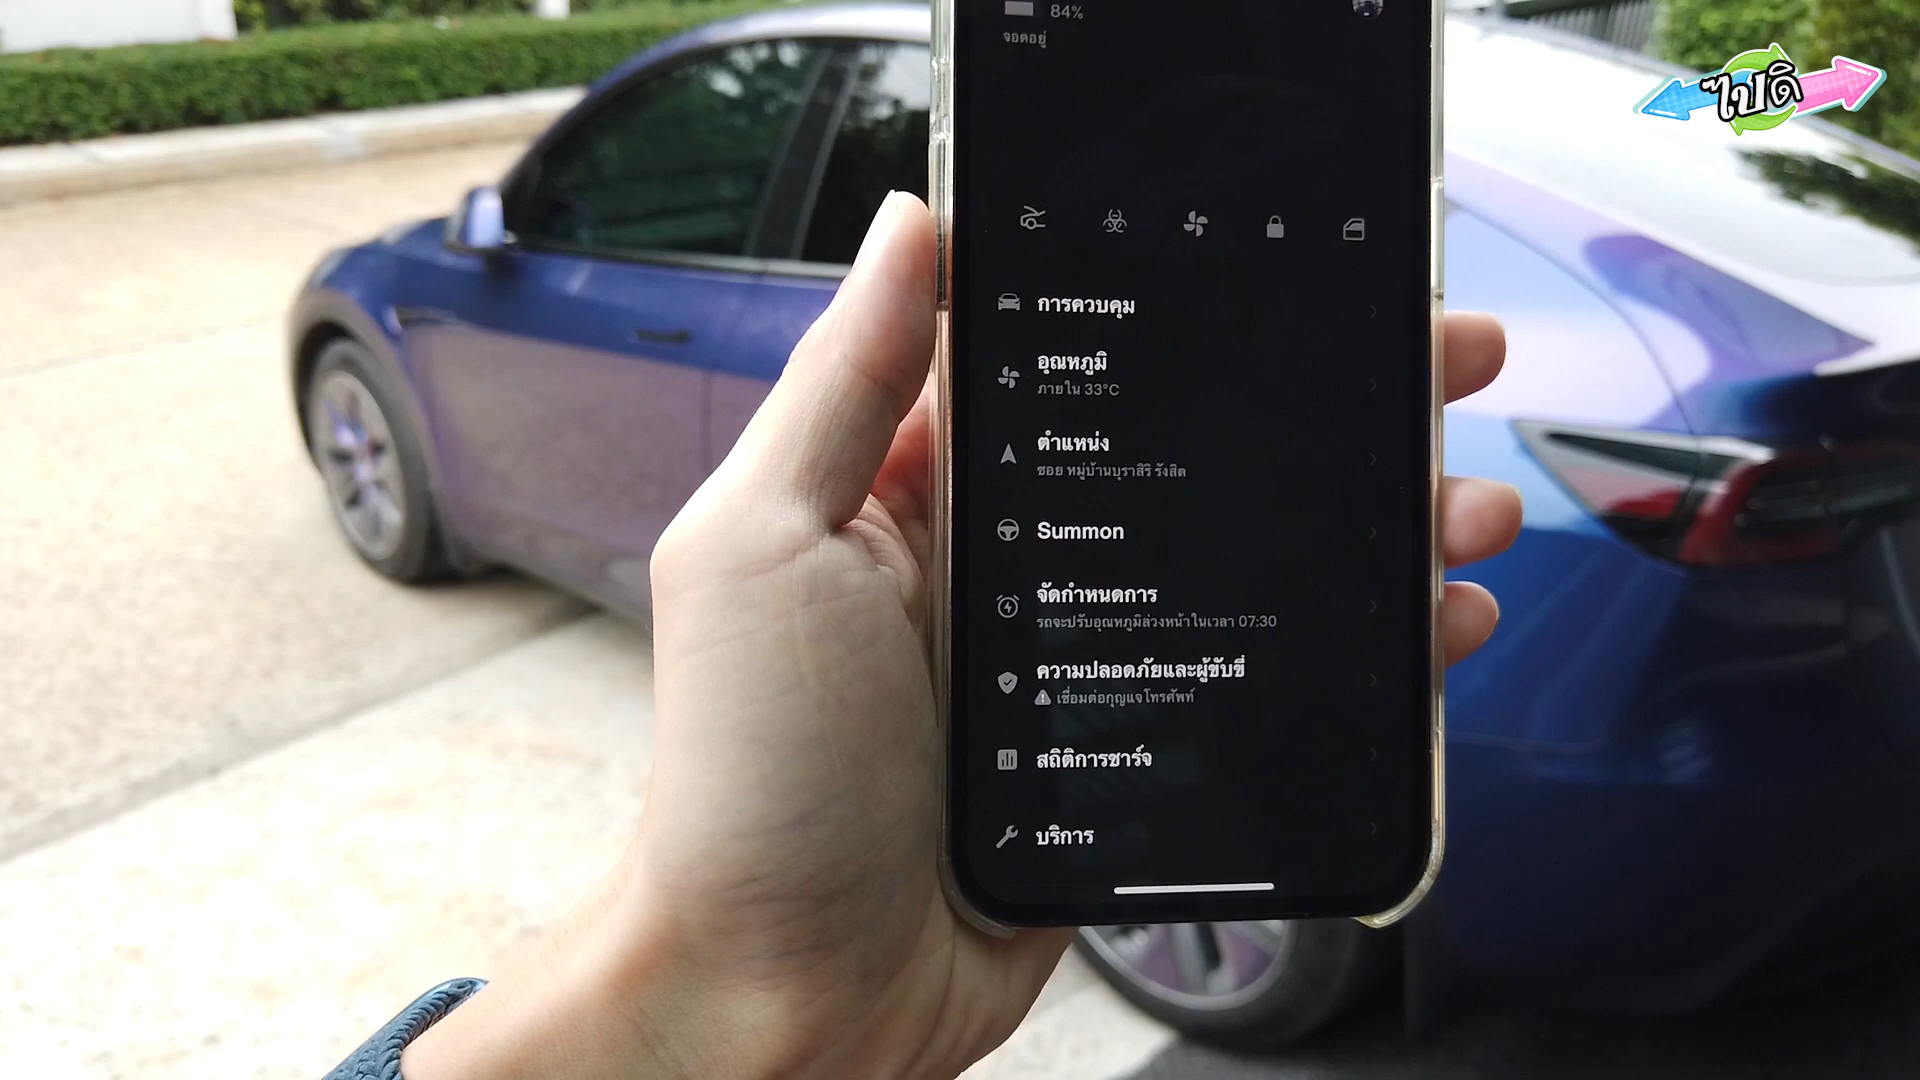 84%
จอดอยู่
ไปดิ
การควบคุม
อุณหภูมิ
ภายใน 33°C
ตำแหน่ง
ซอย หมู่บ้านบุราสิริ รังสิต
Summon
จัดกำหนดการ
รถจะปรับอุณหภูมิล่วงหน้าในเวลา 07:30
ความปลอดภัยและผู้ขับขี่
เชื่อมต่อกุญแจโทรศัพท์
สถิติการชาร์จ
บริการ